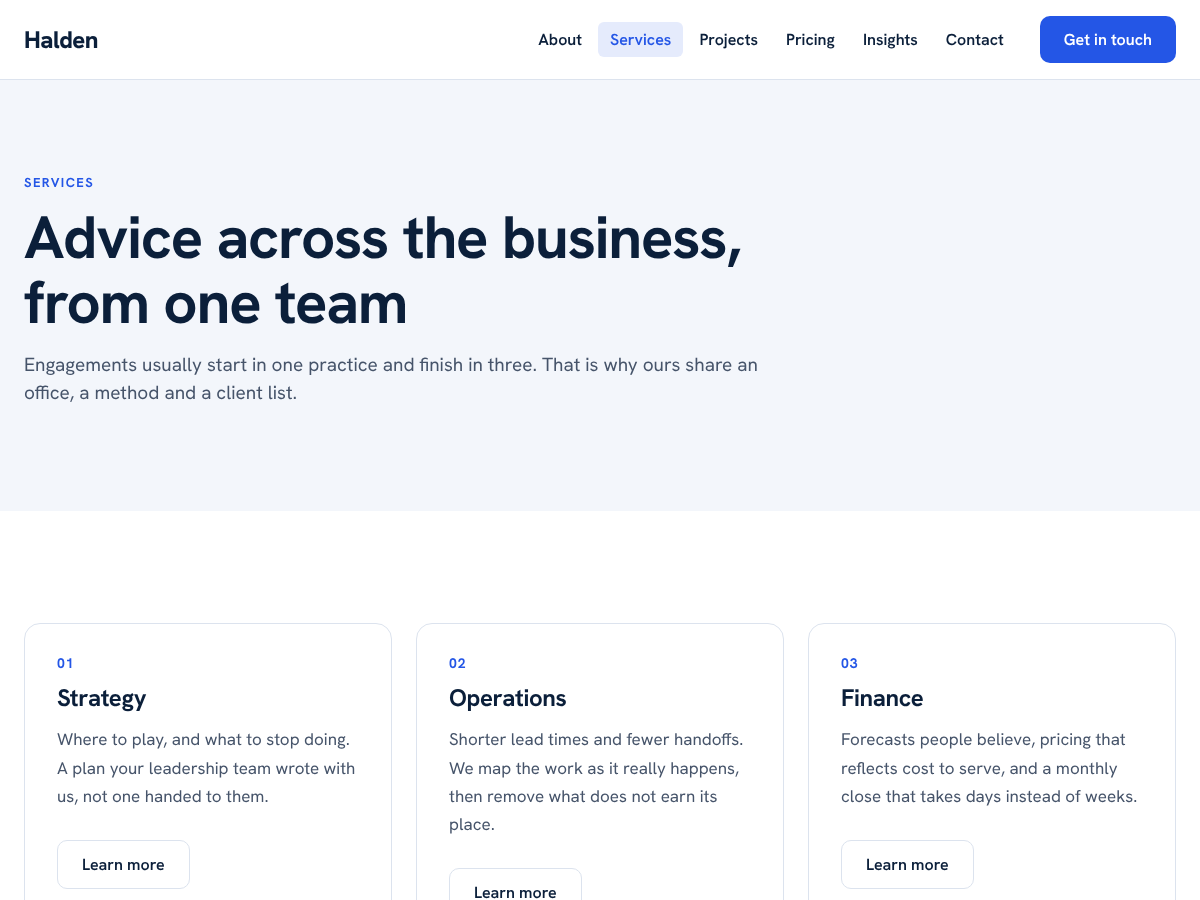 Halden
About
Services
Projects
Pricing
Insights
Contact
Get in touch
SERVICES
Advice across the business,
from one team
Engagements usually start in one practice and finish in three. That is why ours share an
office, a method and a client list.
01
Strategy
Where to play, and what to stop doing.
A plan your leadership team wrote with
us, not one handed to them.
Learn more
02
Operations
Shorter lead times and fewer handoffs.
We map the work as it really happens,
then remove what does not earn its
place.
Learn more
03
Finance
Forecasts people believe, pricing that
reflects cost to serve, and a monthly
close that takes days instead of weeks.
Learn more